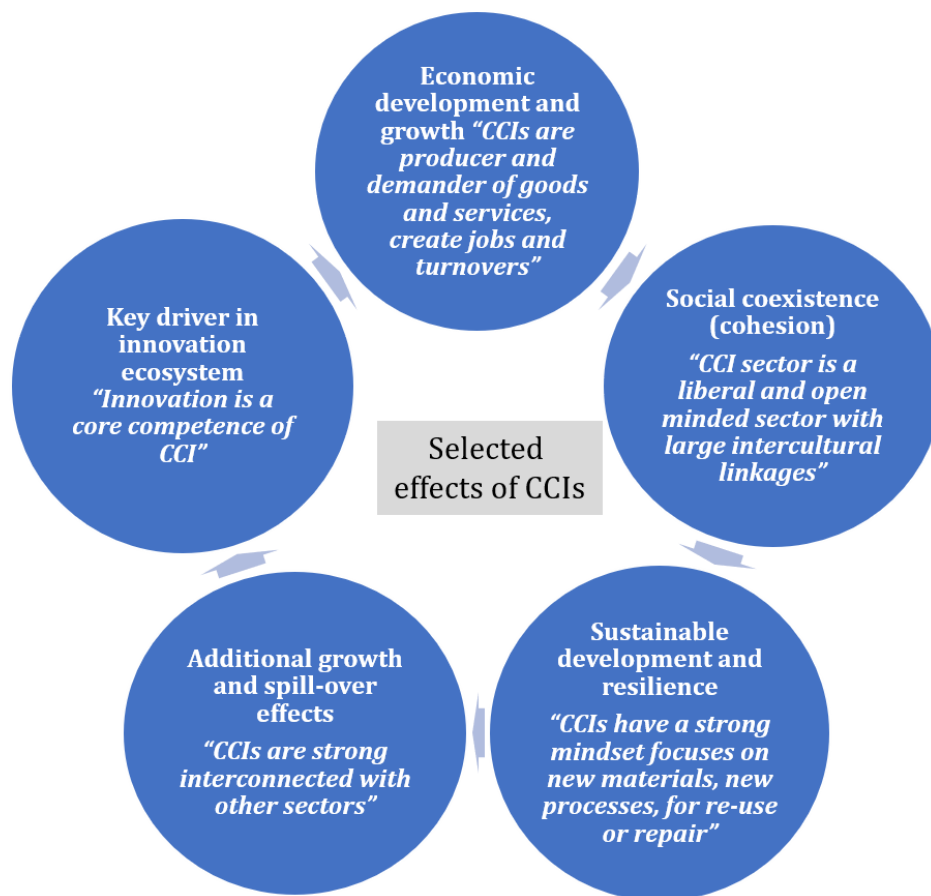 Economic
development and
growth “CCIs are
producer and
demander of goods
and services,
create jobs and
turnovers”
Social coexistence
(cohesion)
“CCI sector is a
liberal and open
minded sector with
large intercultural
linkages”
Sustainable
development and
resilience
“CCIs have a strong
mindset focuses on
new materials, new
processes, for re-use
or repair”
Additional growth
and spill-over
effects
“CCIs are strong
interconnected with
other sectors”
Key driver in
innovation
ecosystem
“Innovation is a
core competence of
CCI”
Selected
effects of CCIs